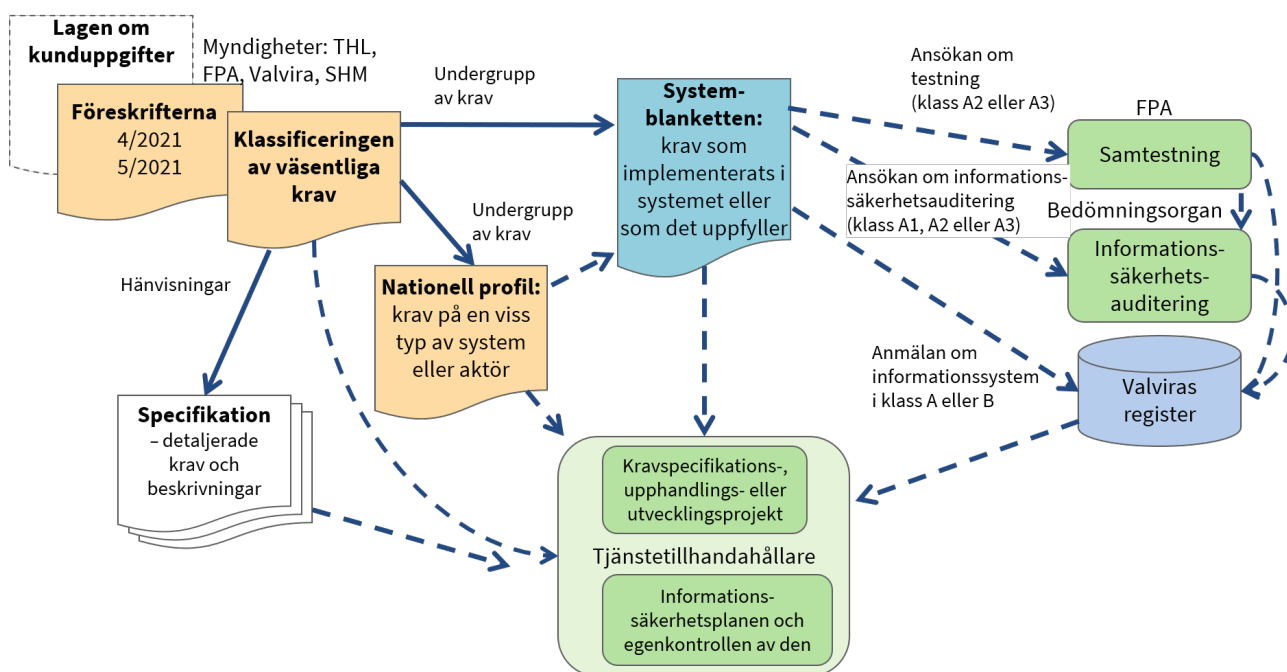 Lagen om
kunduppgifter
Myndigheter: THL,
FPA, Valvira, SHM
Föreskrifterna
4/2021
5/2021
Klassificeringen
av väsentliga
krav
Undergrupp
av krav
Undergrupp
av krav
Hänvisningar
Nationell profil:
krav på en viss
typ av system
eller aktör
Specifikation
– detaljerade
krav och
beskrivningar
System-
blanketten:
krav som
implementerats i
systemet eller
som det uppfyller
Ansökan om
testning
(klass A2 eller A3)
FPA
Samtestning
Ansökan om informations-
säkerhetsauditering
(klass A1, A2 eller A3)
Bedömningsorgan
Informations-
säkerhets-
auditering
Anmälan om
informationssystem
i klass A eller B
Valviras
register
Kravspecifikations-,
upphandlings- eller
utvecklingsprojekt
Tjänstetillhandahållare
Informations-
säkerhetsplanen och
egenkontrollen av den